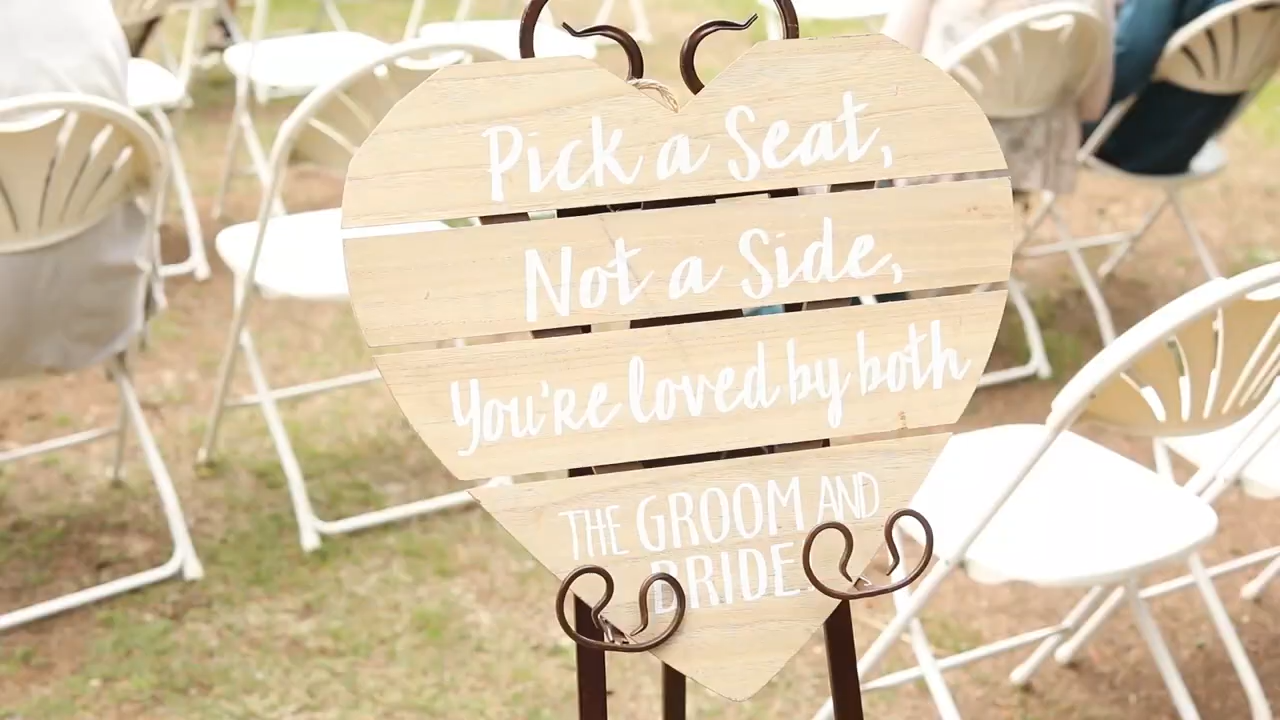 Pick a Seat,
Not a Side,
You're loved by both
THE GROOM AND
BRIDE.